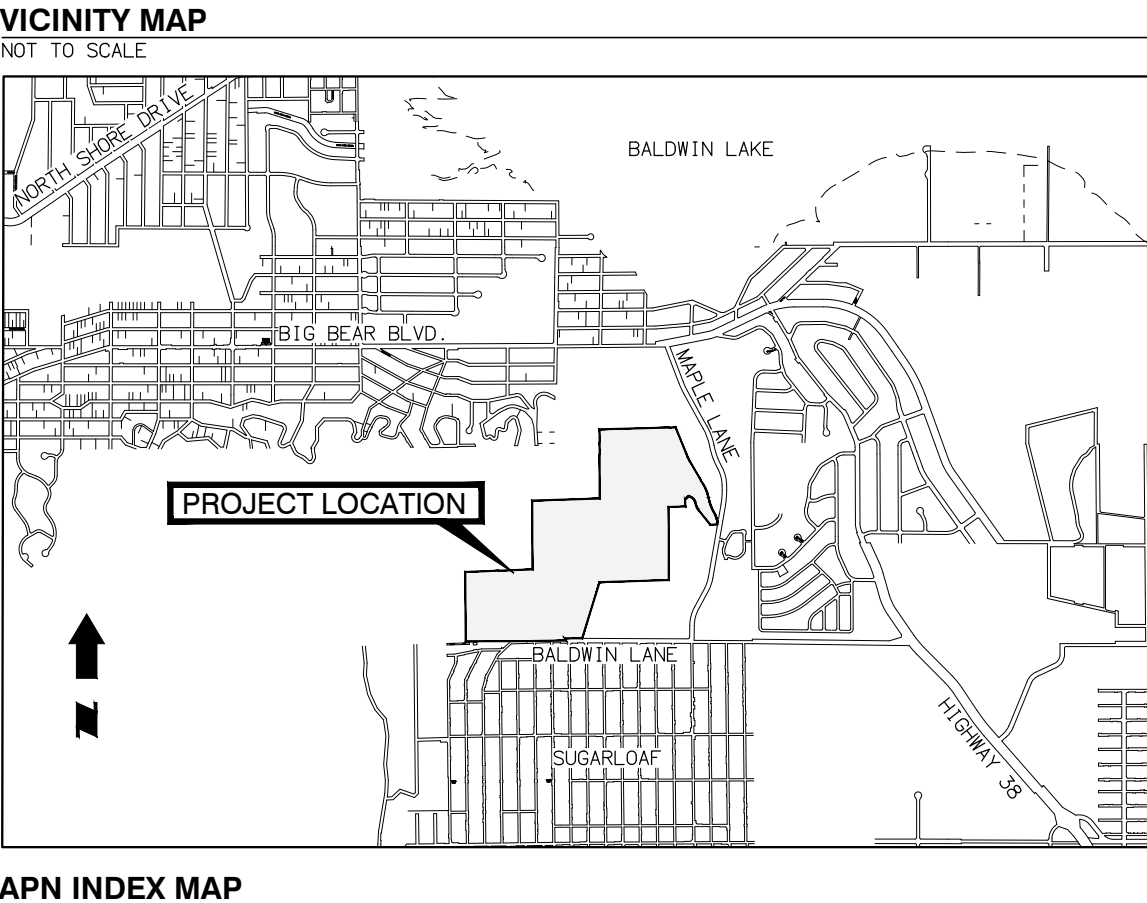 VICINITY MAP
NOT TO SCALE
NORTH SHORE DRIVE
BALDWIN LAKE
BIG BEAR BLVD.
MAPLE LANE
PROJECT LOCATION
N
BALDWIN LANE
SUGARLOAF
HIGHWAY 38
APN INDEX MAP